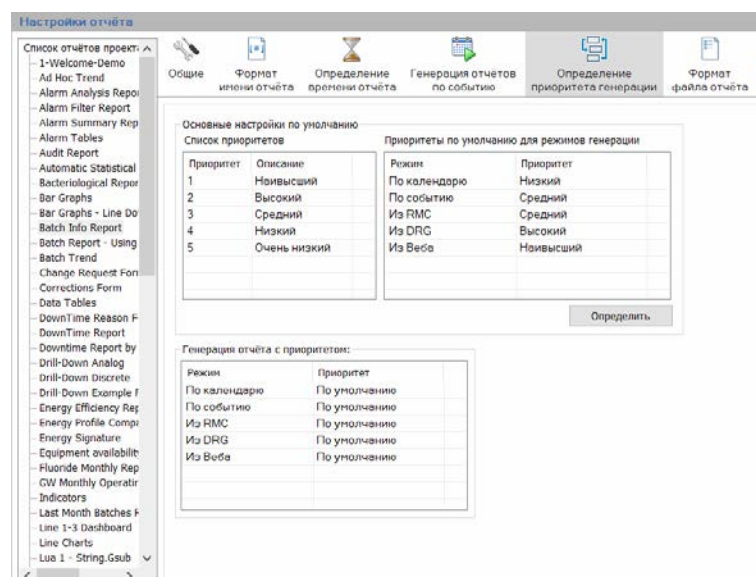 Настройки отчёта
Список отчётов проекта
1-Welcome-Demo
Ad Hoc Trend
Alarm Analysis Repor
Alarm Filter Report
Alarm Summary Rep
Alarm Tables
Audit Report
Automatic Statistical
Bacteriological Repor
Bar Graphs
Bar Graphs - Line Do
Batch Info Report
Batch Report - Using
Batch Trend
Change Request Forr
Corrections Form
Data Tables
DownTime Reason F
DownTime Report
Downtime Report by
Drill-Down Analog
Drill-Down Discrete
Drill-Down Example F
Energy Efficiency Rep
Energy Profile Compa
Energy Signature
Equipment availability
Fluoride Monthly Rep
GW Monthly Operatin
Indicators
Last Month Batches R
Line 1-3 Dashboard
Line Charts
Lua 1 - String.Gsub
Общие
Формат имени отчёта
Определение времени отчёта
Генерация отчётов по событию
Определение приоритета генерации
Формат файла отчёта
Основные настройки по умолчанию
Список приоритетов
Приоритет Описание
1 Наивысший
2 Высокий
3 Средний
4 Низкий
5 Очень низкий
Приоритеты по умолчанию для режимов генерации
Режим Приоритет
По календарю Низкий
По событию Средний
Из RMC Средний
Из DRG Высокий
Из Веба Наивысший
Определить
Генерация отчёта с приоритетом:
Режим Приоритет
По календарю По умолчанию
По событию По умолчанию
Из RMC По умолчанию
Из DRG По умолчанию
Из Веба По умолчанию